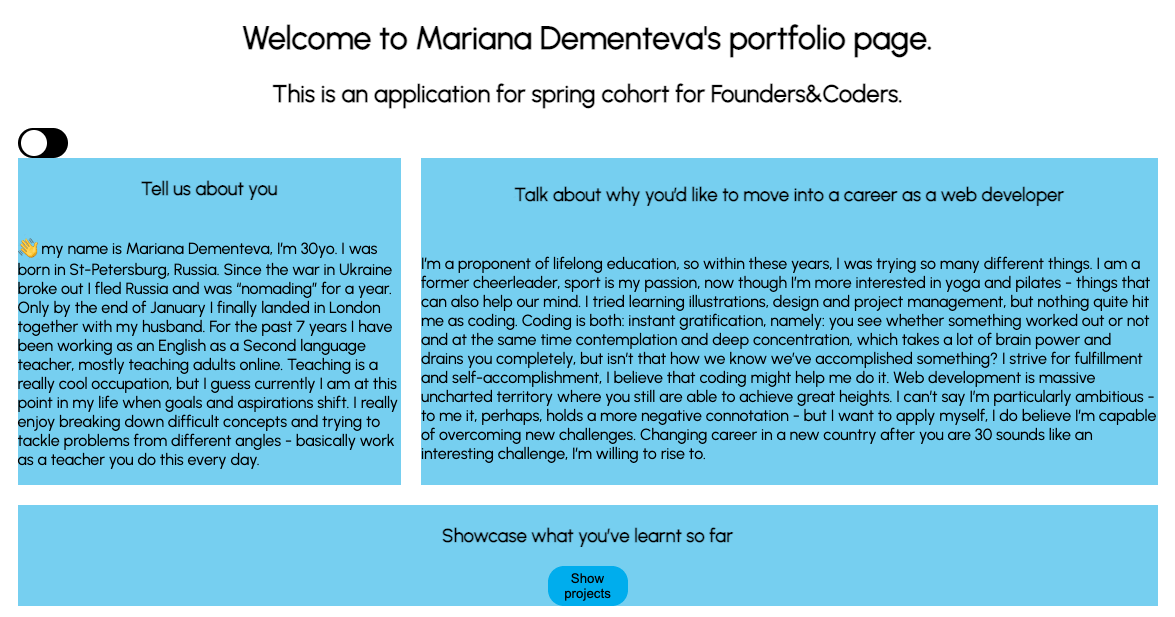 Welcome to Mariana Dementeva's portfolio page.
This is an application for spring cohort for Founders&Coders.
Tell us about you
👋 my name is Mariana Dementeva, I'm 30yo. I was
born in St-Petersburg, Russia. Since the war in Ukraine
broke out I fled Russia and was “nomading” for a year.
Only by the end of January I finally landed in London
together with my husband. For the past 7 years I have
been working as an English as a Second language
teacher, mostly teaching adults online. Teaching is a
really cool occupation, but I guess currently I am at this
point in my life when goals and aspirations shift. I really
enjoy breaking down difficult concepts and trying to
tackle problems from different angles - basically work
as a teacher you do this every day.
Talk about why you'd like to move into a career as a web developer
I'm a proponent of lifelong education, so within these years, I was trying so many different things. I am a
former cheerleader, sport is my passion, now though I'm more interested in yoga and pilates - things that
can also help our mind. I tried learning illustrations, design and project management, but nothing quite hit
me as coding. Coding is both: instant gratification, namely: you see whether something worked out or not
and at the same time contemplation and deep concentration, which takes a lot of brain power and
drains you completely, but isn't that how we know we've accomplished something? I strive for fulfillment
and self-accomplishment, I believe that coding might help me do it. Web development is massive
uncharted territory where you still are able to achieve great heights. I can't say I'm particularly ambitious -
to me it, perhaps, holds a more negative connotation - but I want to apply myself, I do believe I'm capable
of overcoming new challenges. Changing career in a new country after you are 30 sounds like an
interesting challenge, I'm willing to rise to.
Showcase what you've learnt so far
Show
projects